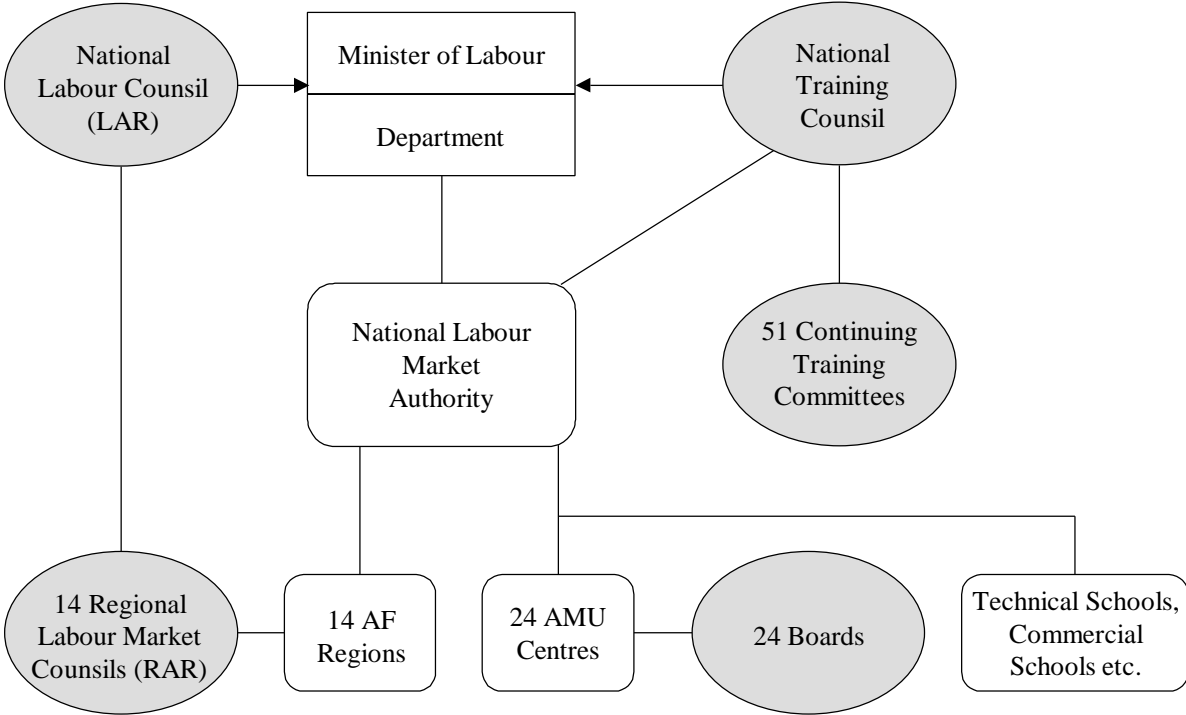 National
Labour Counsil
(LAR)
Minister of Labour
Department
National
Training
Counsil
National Labour
Market
Authority
51 Continuing
Training
Committees
14 Regional
Labour Market
Counsils (RAR)
14 AF
Regions
24 AMU
Centres
24 Boards
Technical Schools,
Commercial
Schools etc.